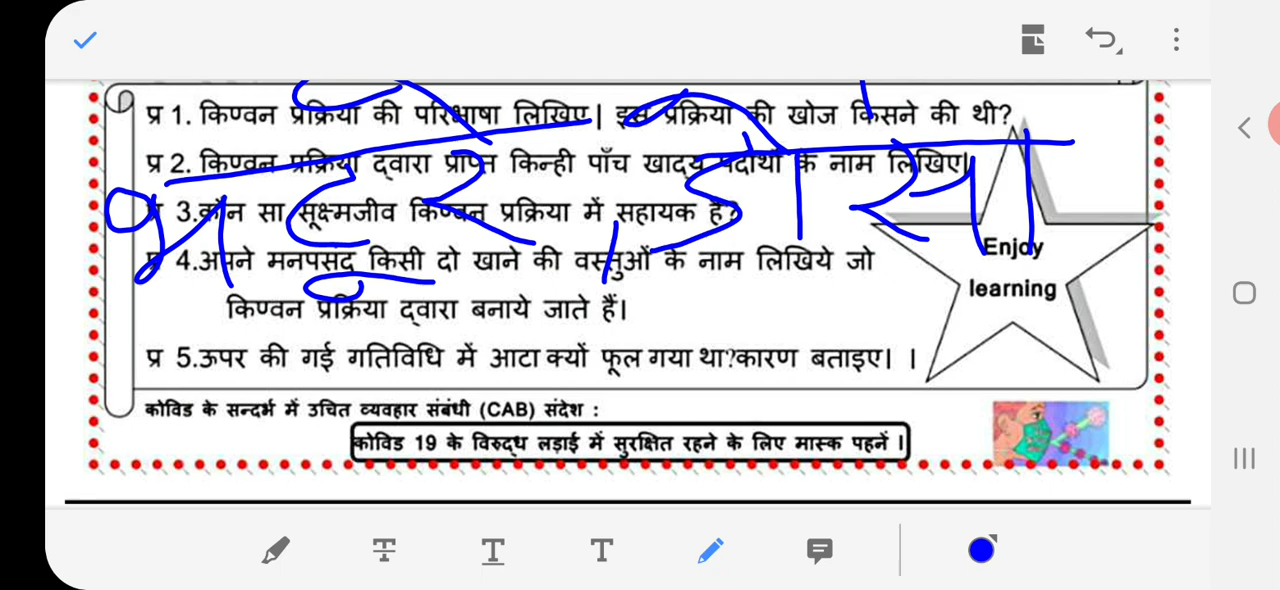 प्र 1. किण्वन प्रक्रिया की परिभाषा लिखिए| इस प्रक्रिया की खोज किसने की थी?
प्र 2. किण्वन प्रक्रिया द्वारा प्राप्त किन्ही पाँच खाद्य पदार्थों के नाम लिखिए|
प्र 3.कौन सा सूक्ष्मजीव किण्वन प्रक्रिया में सहायक है?
प्र 4.अपने मनपसंद किसी दो खाने की वस्तुओं के नाम लिखिये जो
किण्वन प्रक्रिया द्वारा बनाये जाते हैं।
प्र 5.ऊपर की गई गतिविधि में आटा क्यों फूल गया था?कारण बताइए| ।
Enjoy
learning
कोविड के सन्दर्भ में उचित व्यवहार संबंधी (CAB) संदेश :
कोविड 19 के विरुद्ध लड़ाई में सुरक्षित रहने के लिए मास्क पहनें ।